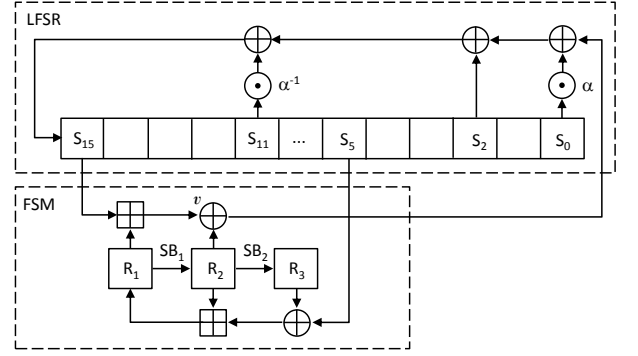 LFSR
α⁻¹
α
S₁₅ S₁₁ ... S₅ S₂ S₀
FSM
v
SB₁ SB₂
R₁ R₂ R₃